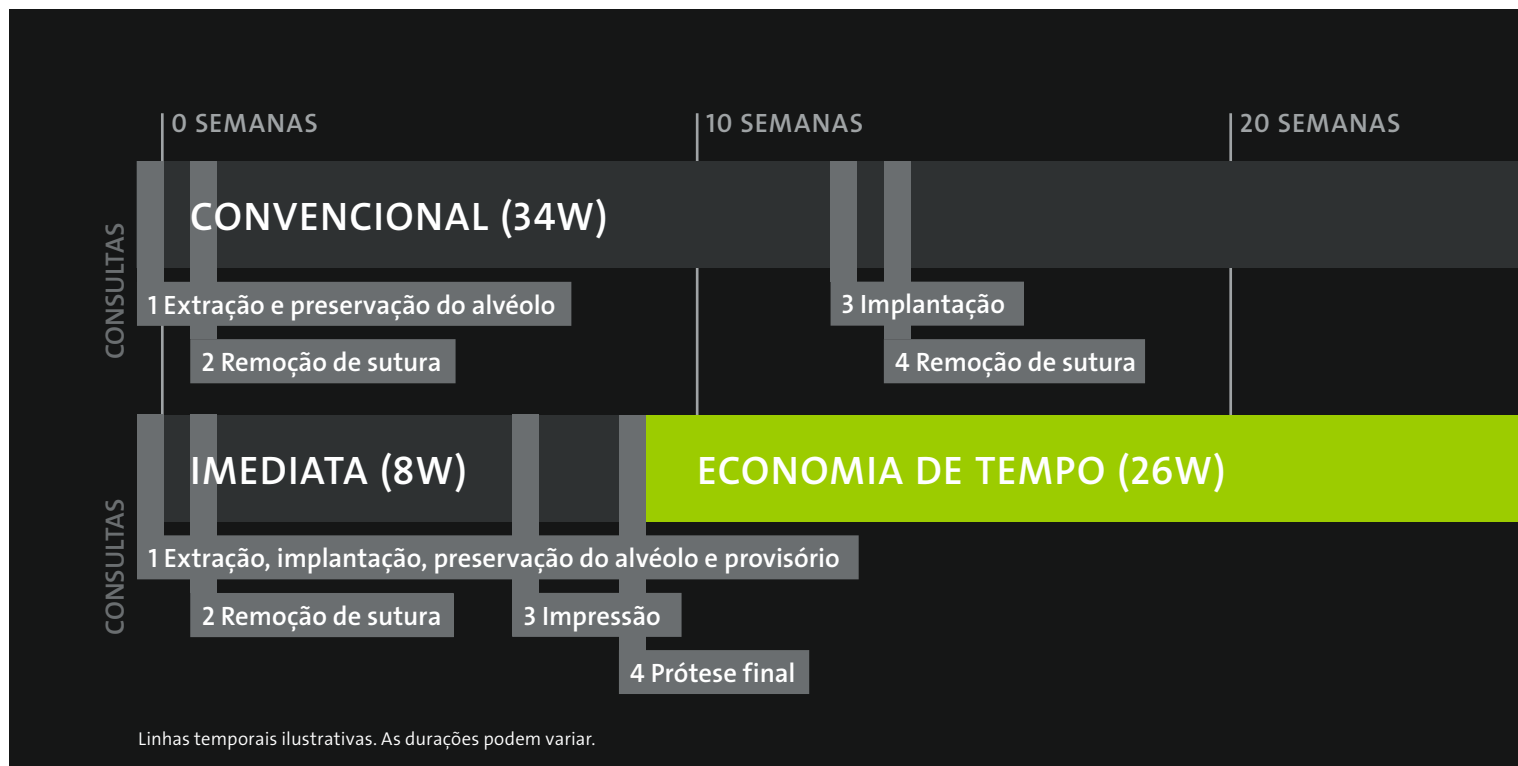 0 SEMANAS
10 SEMANAS
20 SEMANAS
CONSULTAS
CONVENCIONAL (34W)
1 Extração e preservação do alvéolo
3 Implantação
2 Remoção de sutura
4 Remoção de sutura
CONSULTAS
IMEDIATA (8W)
ECONOMIA DE TEMPO (26W)
1 Extração, implantação, preservação do alvéolo e provisório
2 Remoção de sutura
3 Impressão
4 Prótese final
Linhas temporais ilustrativas. As durações podem variar.